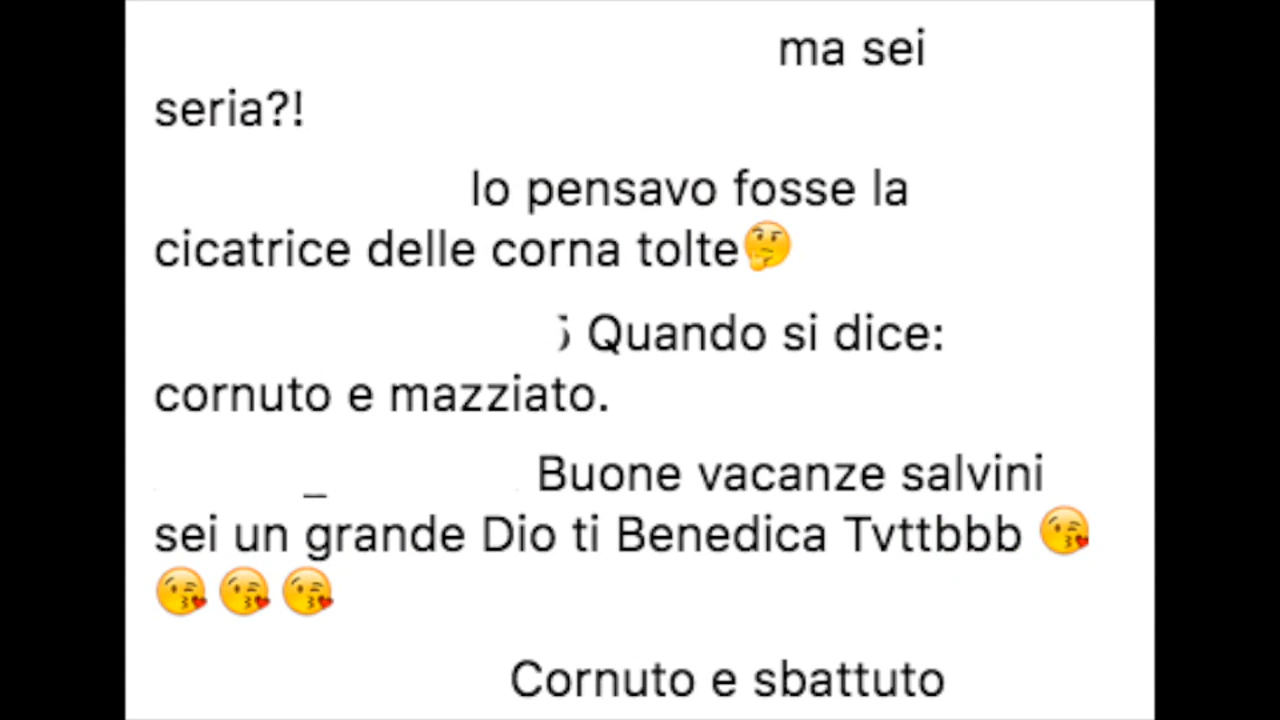 ma sei
seria?!
Io pensavo fosse la
cicatrice delle corna tolte🤔
Quando si dice:
cornuto e mazziato.
Buone vacanze salvini
sei un grande Dio ti Benedica Tvttbbb 😘
😘 😘 😘
Cornuto e sbattuto